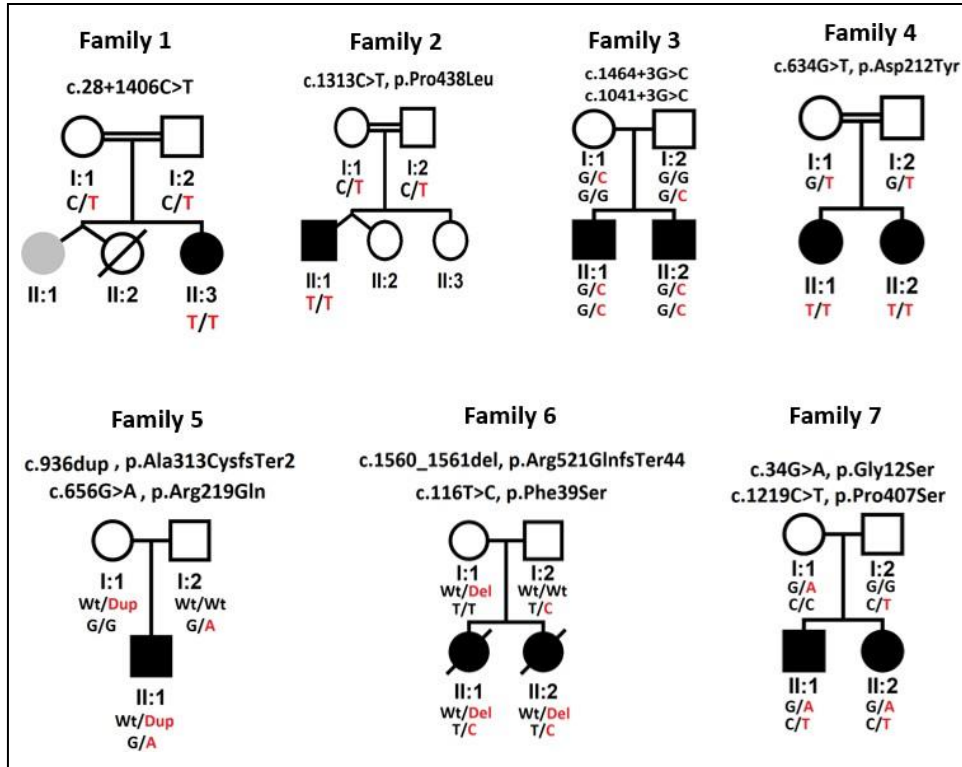 Family 1
c.28+1406C>T
I:1 I:2
C/T C/T
II:1 II:2 II:3
T/T
Family 2
c.1313C>T, p.Pro438Leu
I:1 I:2
C/T C/T
II:1 II:2 II:3
T/T
Family 3
c.1464+3G>C
c.1041+3G>C
I:1 I:2
G/C G/G
G/G G/C
II:1 II:2
G/C G/C
G/C G/C
Family 4
c.634G>T, p.Asp212Tyr
I:1 I:2
G/T G/T
II:1 II:2
T/T T/T
Family 5
c.936dup , p.Ala313CysfsTer2
c.656G>A , p.Arg219Gln
I:1 I:2
Wt/Dup Wt/Wt
G/G G/A
II:1
Wt/Dup
G/A
Family 6
c.1560_1561del, p.Arg521GlnfsTer44
c.116T>C, p.Phe39Ser
I:1 I:2
Wt/Del Wt/Wt
T/T T/C
II:1 II:2
Wt/Del Wt/Del
T/C T/C
Family 7
c.34G>A, p.Gly12Ser
c.1219C>T, p.Pro407Ser
I:1 I:2
G/A G/G
C/C C/T
II:1 II:2
G/A G/A
C/T C/T